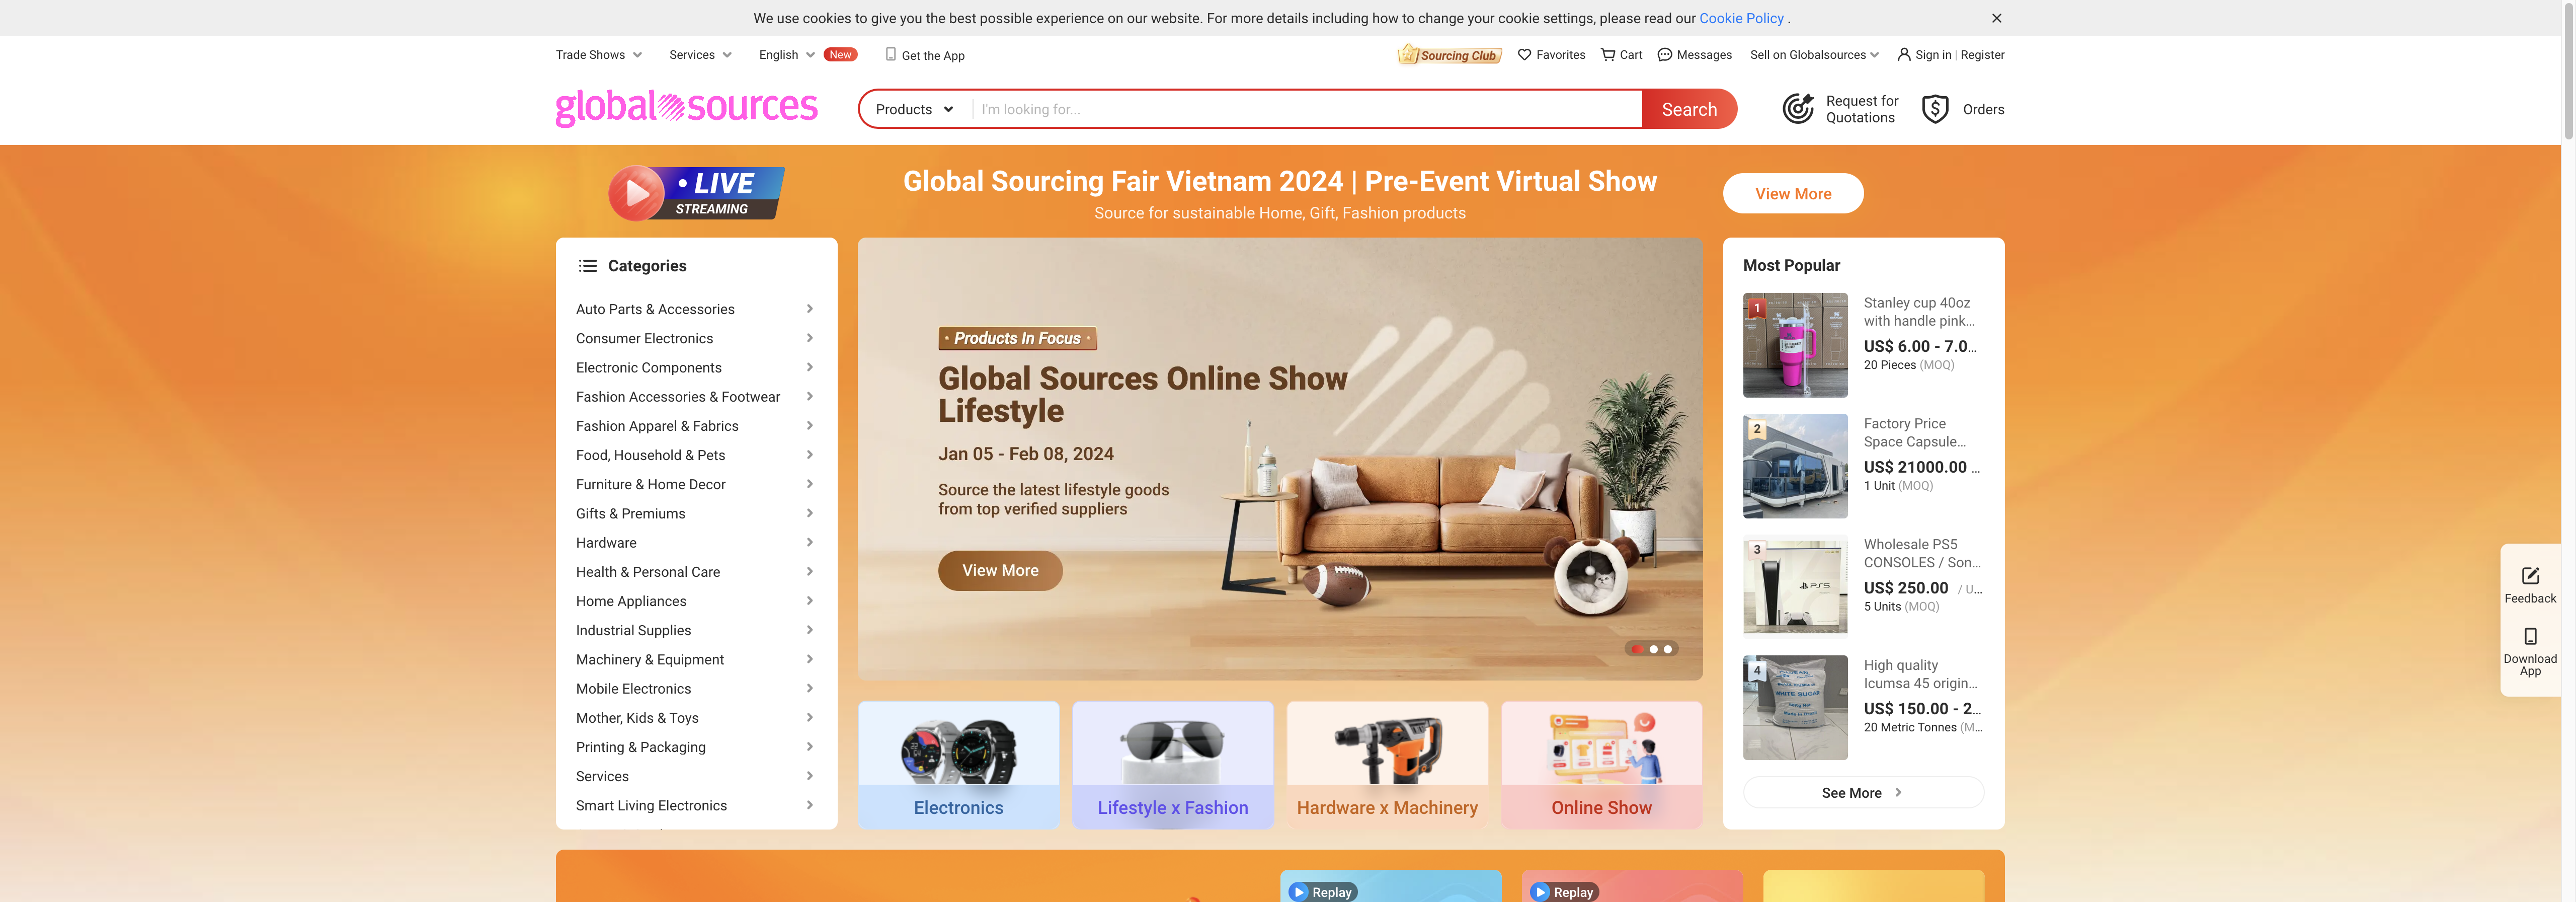 We use cookies to give you the best possible experience on our website. For more details including how to change your cookie settings, please read our Cookie Policy .
Trade Shows
Services
English
New
Get the App
Sourcing Club
Favorites
Cart
Messages
Sell on Globalsources
Sign in | Register
global sources
Products
I'm looking for...
Search
Request for
Quotations
Orders
LIVE
STREAMING
Global Sourcing Fair Vietnam 2024 | Pre-Event Virtual Show
Source for sustainable Home, Gift, Fashion products
View More
Categories
Auto Parts & Accessories
Consumer Electronics
Electronic Components
Fashion Accessories & Footwear
Fashion Apparel & Fabrics
Food, Household & Pets
Furniture & Home Decor
Gifts & Premiums
Hardware
Health & Personal Care
Home Appliances
Industrial Supplies
Machinery & Equipment
Mobile Electronics
Mother, Kids & Toys
Printing & Packaging
Services
Smart Living Electronics
· Products In Focus ·
Global Sources Online Show
Lifestyle
Jan 05 - Feb 08, 2024
Source the latest lifestyle goods
from top verified suppliers
View More
Electronics
Lifestyle x Fashion
Hardware x Machinery
Online Show
Most Popular
1
Stanley cup 40oz
with handle pink...
US$ 6.00 - 7.0...
20 Pieces (MOQ)
2
Factory Price
Space Capsule...
US$ 21000.00 ...
1 Unit (MOQ)
3
PS5
Wholesale PS5
CONSOLES / Son...
US$ 250.00 / U...
5 Units (MOQ)
4
WHITE SUGAR
High quality
Icumsa 45 origin...
US$ 150.00 - 2...
20 Metric Tonnes (M...
See More
Feedback
Download
App
Replay
Replay